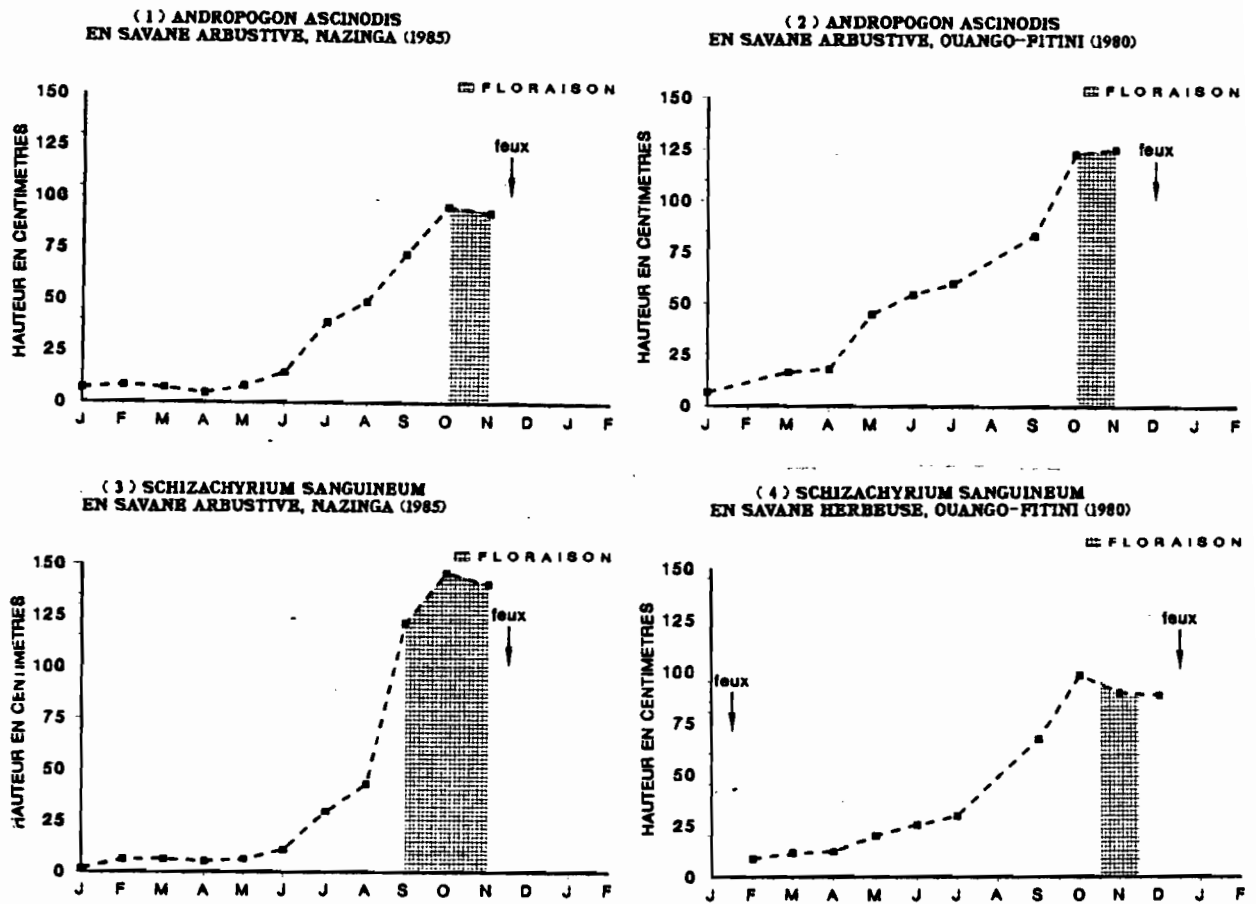 ( 1 ) ANDROPOGON ASCINODIS
EN SAVANE ARBUSTIVE, NAZINGA (1985)
FLORAISON
HAUTEUR EN CENTIMETRES
150
125
100
75
50
25
0
feux
J F M A M J J A S O N D J F
( 2 ) ANDROPOGON ASCINODIS
EN SAVANE ARBUSTIVE, OUANGO-FITINI (1980)
FLORAISON
HAUTEUR EN CENTIMETRES
150
125
100
75
50
25
0
feux
J F M A M J J A S O N D J F
( 3 ) SCHIZACHYRIUM SANGUINEUM
EN SAVANE ARBUSTIVE, NAZINGA (1985)
FLORAISON
HAUTEUR EN CENTIMETRES
150
125
100
75
50
25
0
feux
J F M A M J J A S O N D J F
(4) SCHIZACHYRIUM SANGUINEUM
EN SAVANE HERBEUSE, OUANGO-FITINI (1980)
FLORAISON
HAUTEUR EN CENTIMETRES
150
125
100
75
50
25
0
feux
feux
J F M A M J J A S O N D J F